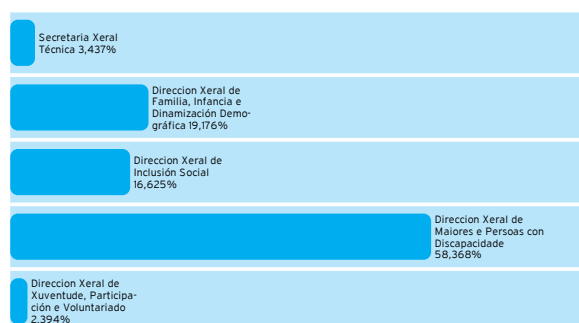 Secretaria Xeral
Técnica 3,437%
Direccion Xeral de
Familia, Infancia e
Dinamización Demo-
gráfica 19,176%
Direccion Xeral de
Inclusión Social
16,625%
Direccion Xeral de
Maiores e Persoas con
Discapacidade
58,368%
Direccion Xeral de
Xuventude, Participa-
ción e Voluntariado
2,394%